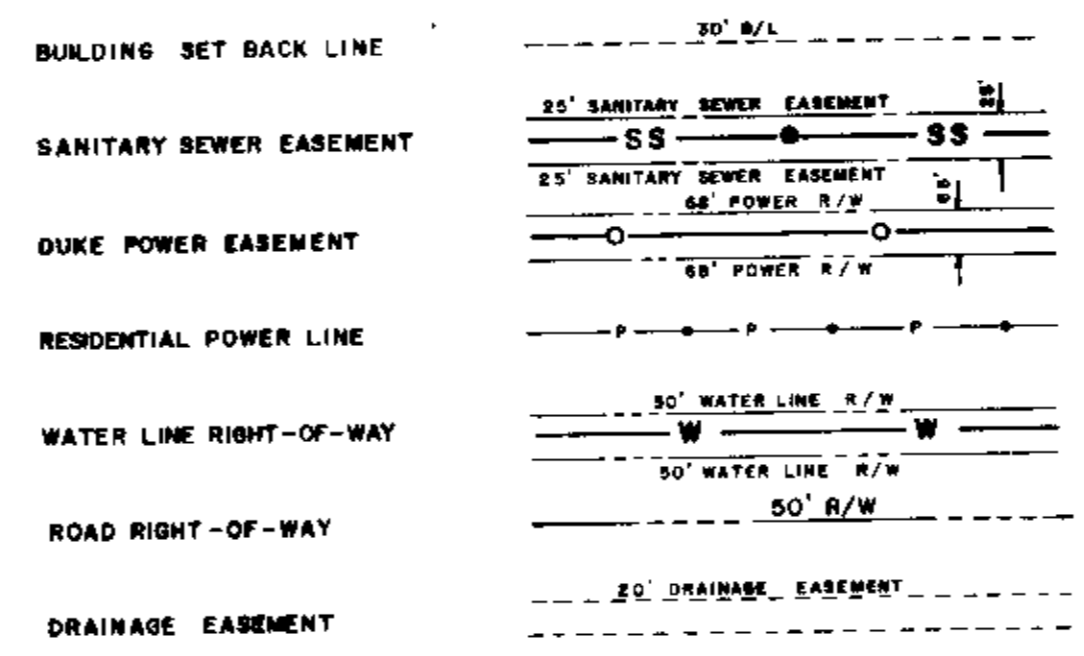 BUILDING SET BACK LINE
30' B/L
25' SANITARY SEWER EASEMENT
SANITARY SEWER EASEMENT
SS SS
25' SANITARY SEWER EASEMENT
68' POWER R/W
DUKE POWER EASEMENT
68' POWER R/W
RESIDENTIAL POWER LINE
P P P
50' WATER LINE R/W
WATER LINE RIGHT-OF-WAY
W W
50' WATER LINE R/W
ROAD RIGHT-OF-WAY
50' R/W
20' DRAINAGE EASEMENT
DRAINAGE EASEMENT